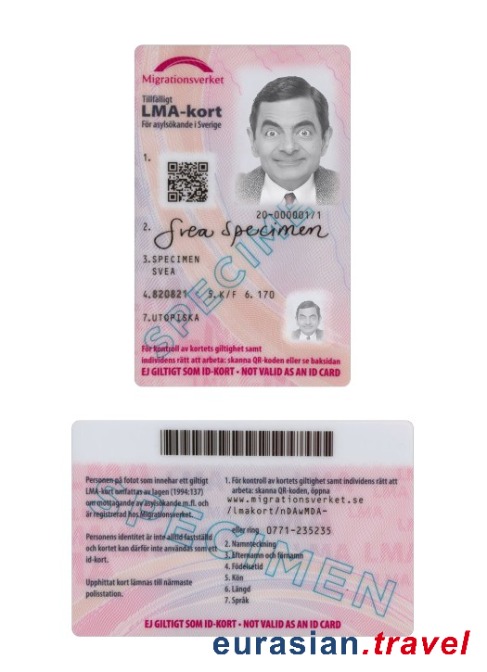 Migrationsverket
Tillfälligt
LMA-kort
För asylsökande i Sverige
1.
20-000001/1
2. Svea Specimen
3.SPECIMEN
SVEA
4.820821 - 5.K/F 6.170
7.UTOPISKA
SPECIMEN
För kontroll av kortets giltighet samt
individens rätt att arbeta: skanna QR-koden eller se baksidan
EJ GILTIGT SOM ID-KORT • NOT VALID AS AN ID CARD
Personen på fotot som innehar ett giltigt
LMA-kort omfattas av lagen (1994:137)
om mottagande av asylsökande m.fl. och
är registrerad hos Migrationsverket.
Personens identitet är inte alltid fastställd
och kortet kan därför inte användas som ett
id-kort.
Upphittat kort lämnas till närmaste
polisstation.
1. För kontroll av kortets giltighet samt individens rätt att
arbeta: skanna QR-koden, öppna
www.migrationsverket.se
/lmakort/nDAwMDA-
eller ring 0771-235235
2. Namnteckning
3. Efternamn och förnamn
4. Födelsetid
5. Kön
6. Längd
7. Språk
SPECIMEN
EJ GILTIGT SOM ID-KORT • NOT VALID AS AN ID CARD
eurasian.travel